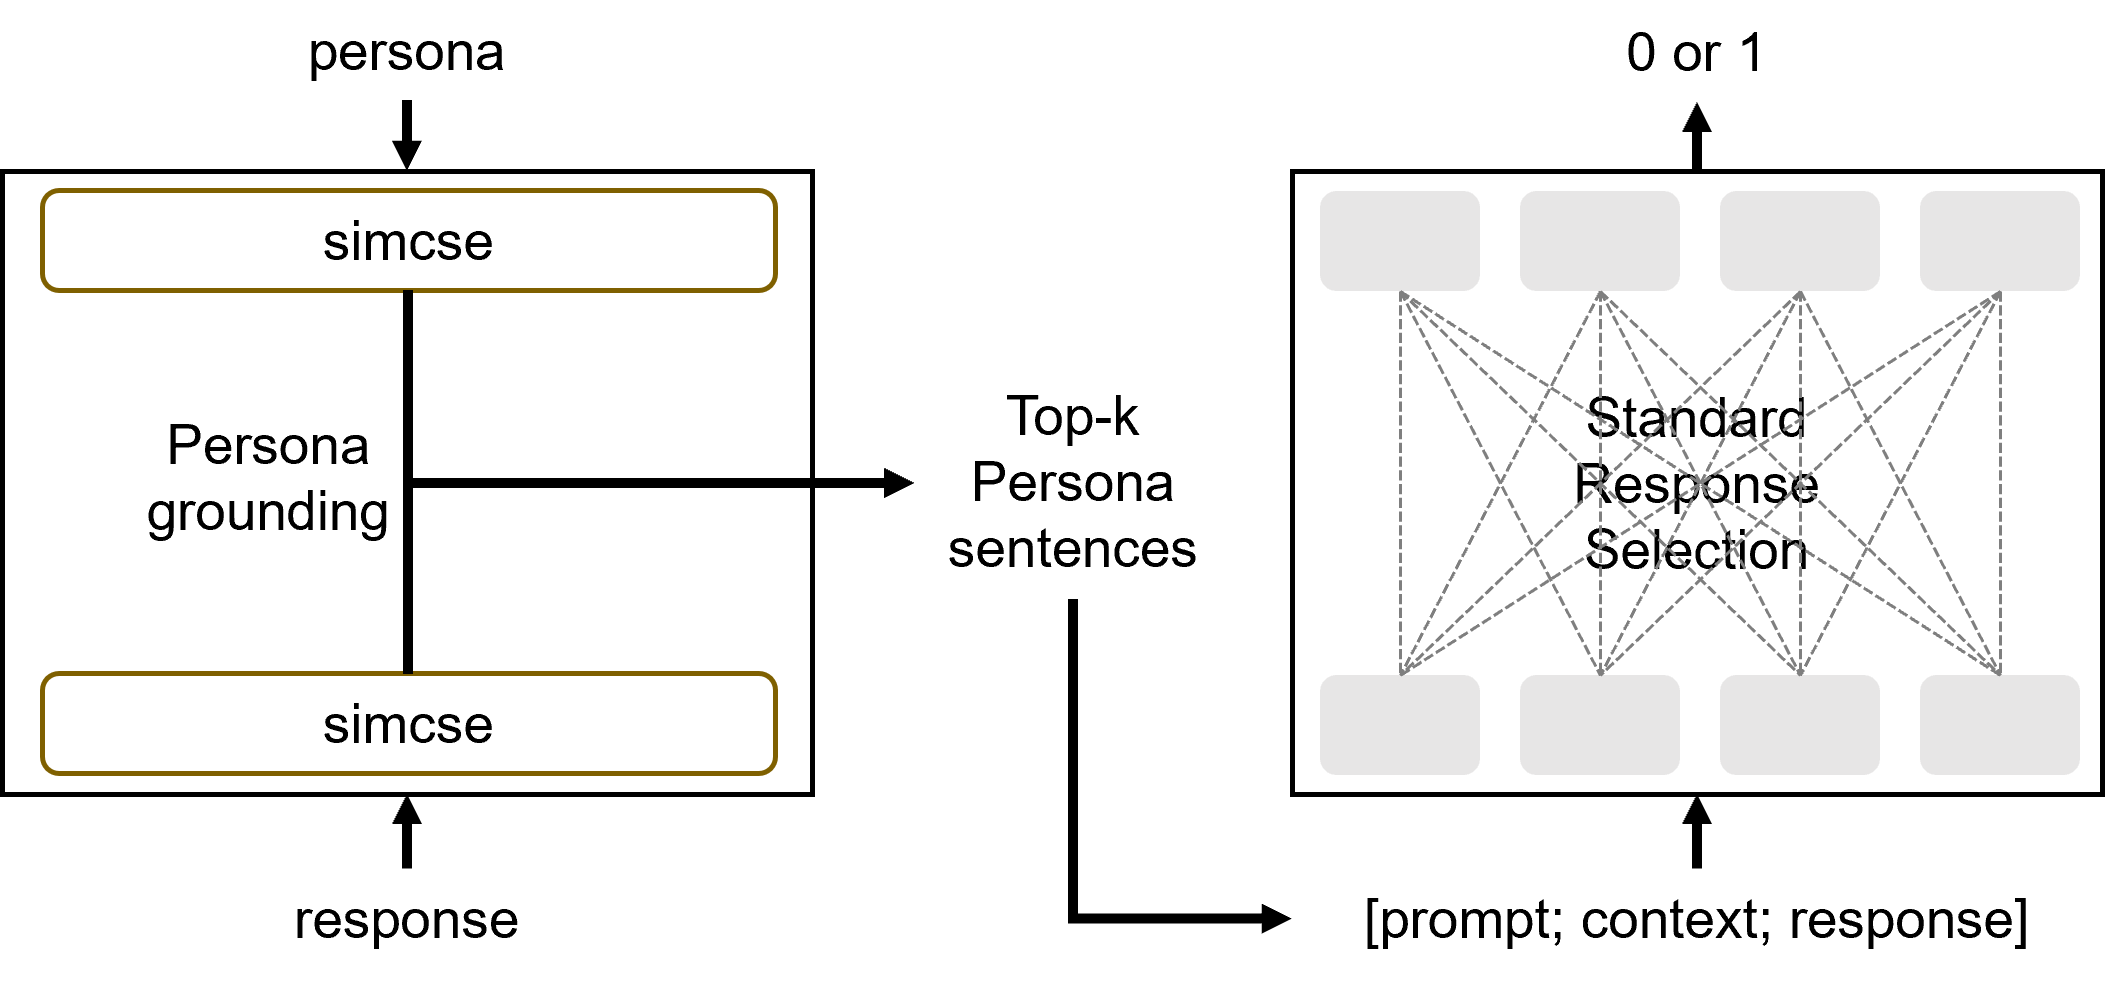 persona
simcse
Persona
grounding
simcse
response
Top-k
Persona
sentences
0 or 1
Standard
Response
Selection
[prompt; context; response]